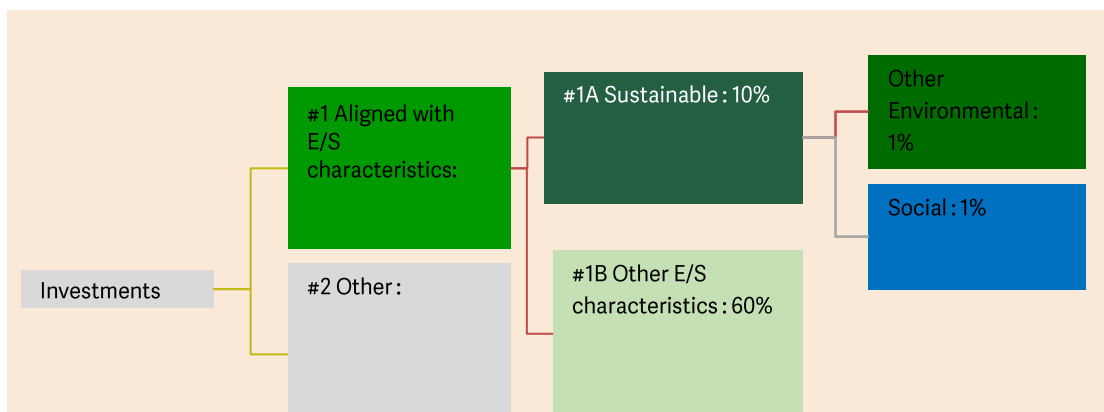 Investments
#1 Aligned with
E/S
characteristics:
#2 Other :
#1A Sustainable : 10%
#1B Other E/S
characteristics : 60%
Other
Environmental :
1%
Social : 1%